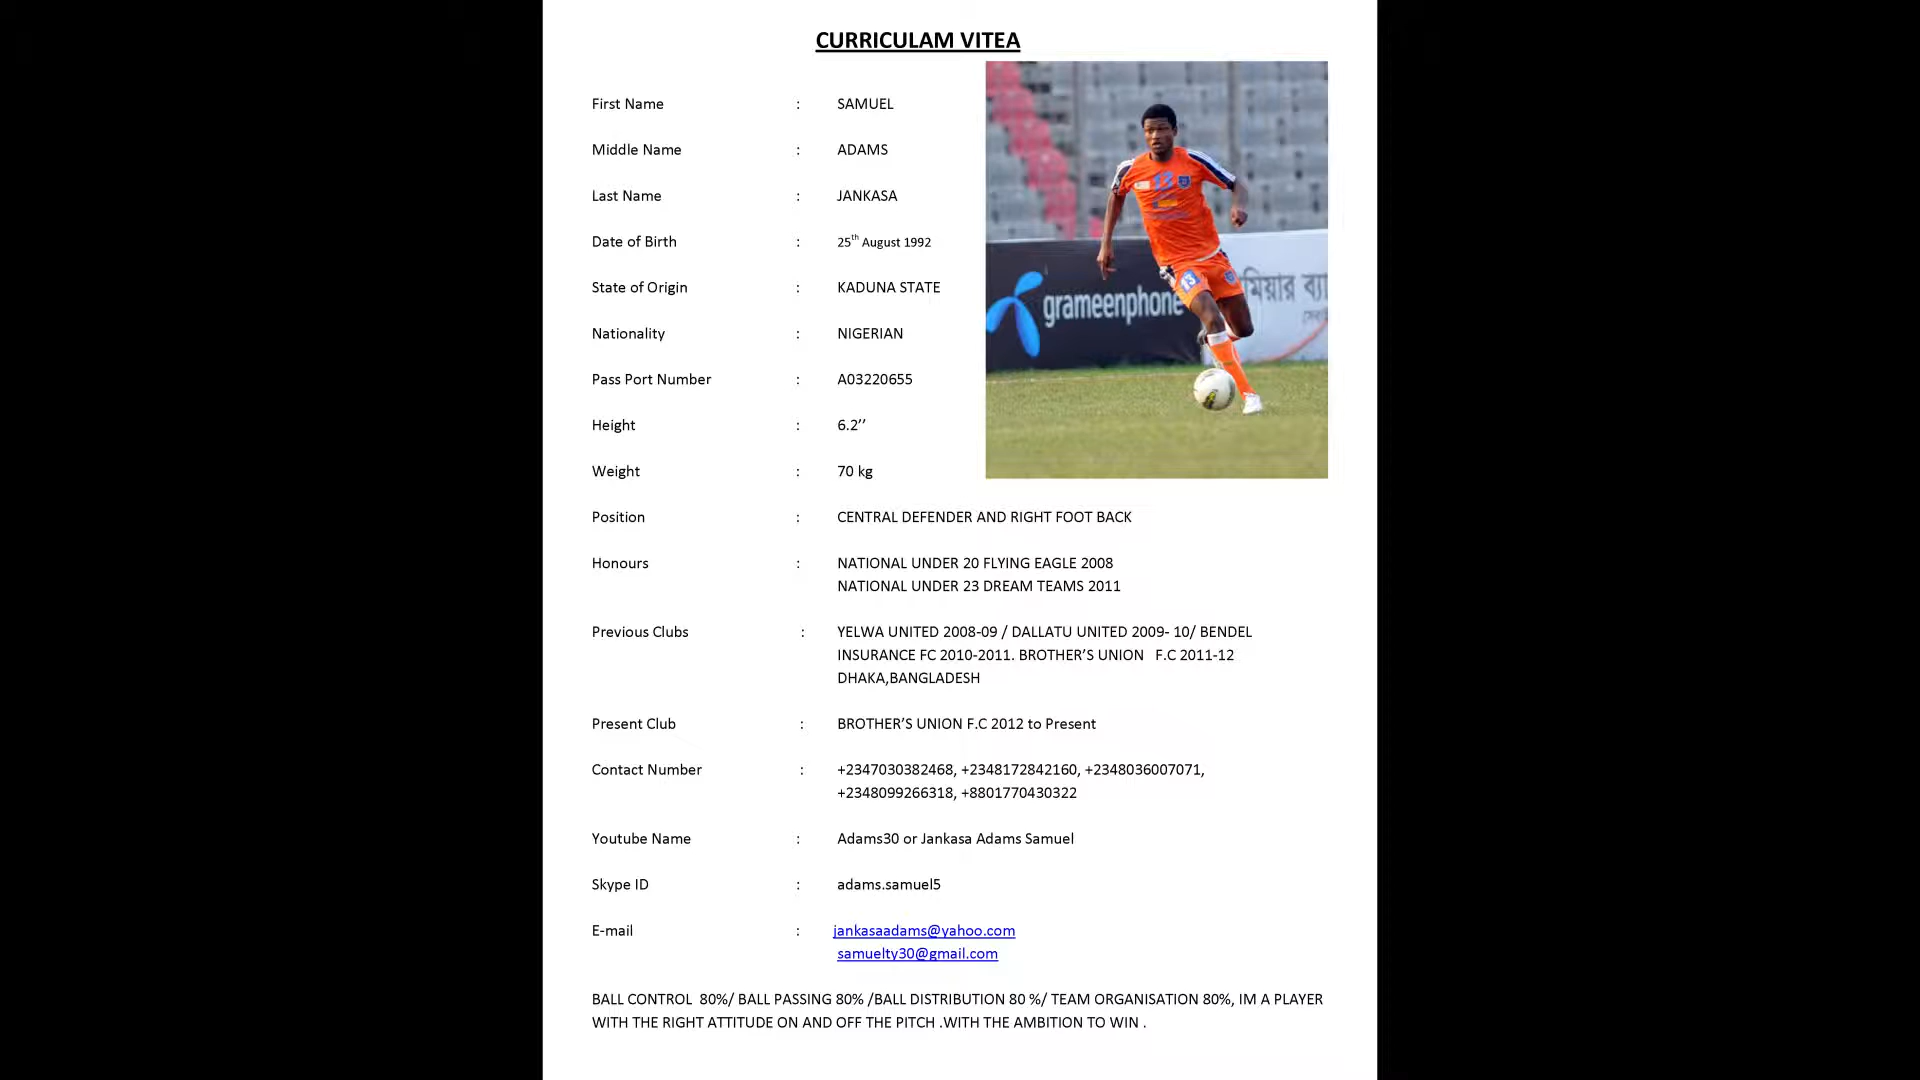 CURRICULAM VITEA
First Name : SAMUEL
Middle Name : ADAMS
Last Name : JANKASA
Date of Birth : 25th August 1992
State of Origin : KADUNA STATE
Nationality : NIGERIAN
Pass Port Number : A03220655
Height : 6.2’’
Weight : 70 kg
13
13
grameenphone
মিয়ার ব্যা
Position : CENTRAL DEFENDER AND RIGHT FOOT BACK
Honours : NATIONAL UNDER 20 FLYING EAGLE 2008
NATIONAL UNDER 23 DREAM TEAMS 2011
Previous Clubs : YELWA UNITED 2008-09 / DALLATU UNITED 2009- 10/ BENDEL
INSURANCE FC 2010-2011. BROTHER’S UNION F.C 2011-12
DHAKA,BANGLADESH
Present Club : BROTHER’S UNION F.C 2012 to Present
Contact Number : +2347030382468, +2348172842160, +2348036007071,
+2348099266318, +8801770430322
Youtube Name : Adams30 or Jankasa Adams Samuel
Skype ID : adams.samuel5
E-mail : jankasaadams@yahoo.com
samuelty30@gmail.com
BALL CONTROL 80%/ BALL PASSING 80% /BALL DISTRIBUTION 80 %/ TEAM ORGANISATION 80%, IM A PLAYER
WITH THE RIGHT ATTITUDE ON AND OFF THE PITCH .WITH THE AMBITION TO WIN .